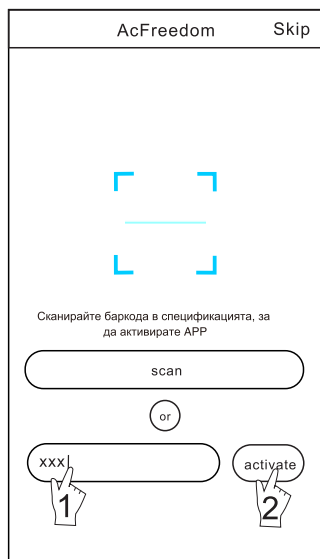 AcFreedom Skip
Сканирайте баркода в спецификацията, за
да активирате APP
scan
or
xxx activate
1 2